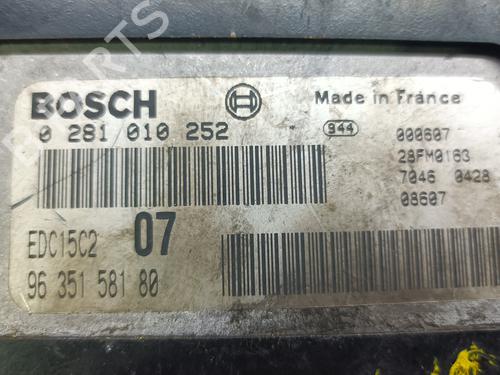 BOSCH
Made in France
0 281 010 252
944
000607
28FM0163
7046 0428
08607
EDC15C2 07
96 351 581 80
PARTS